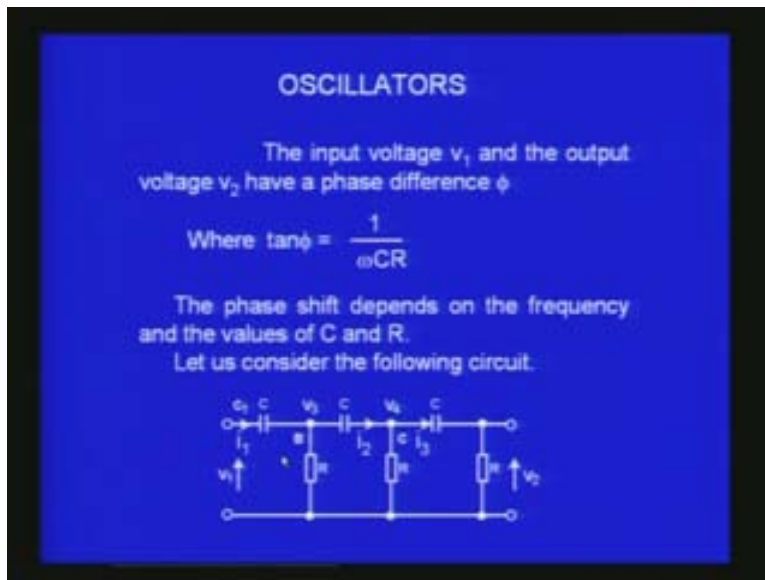 OSCILLATORS
The input voltage v₁ and the output
voltage v₂ have a phase difference ϕ
Where tanϕ = 1
ωCR
The phase shift depends on the frequency
and the values of C and R.
Let us consider the following circuit.
C v₃ C v₄ C
i₁ B i₂ C i₃
v₁ R R R v₂